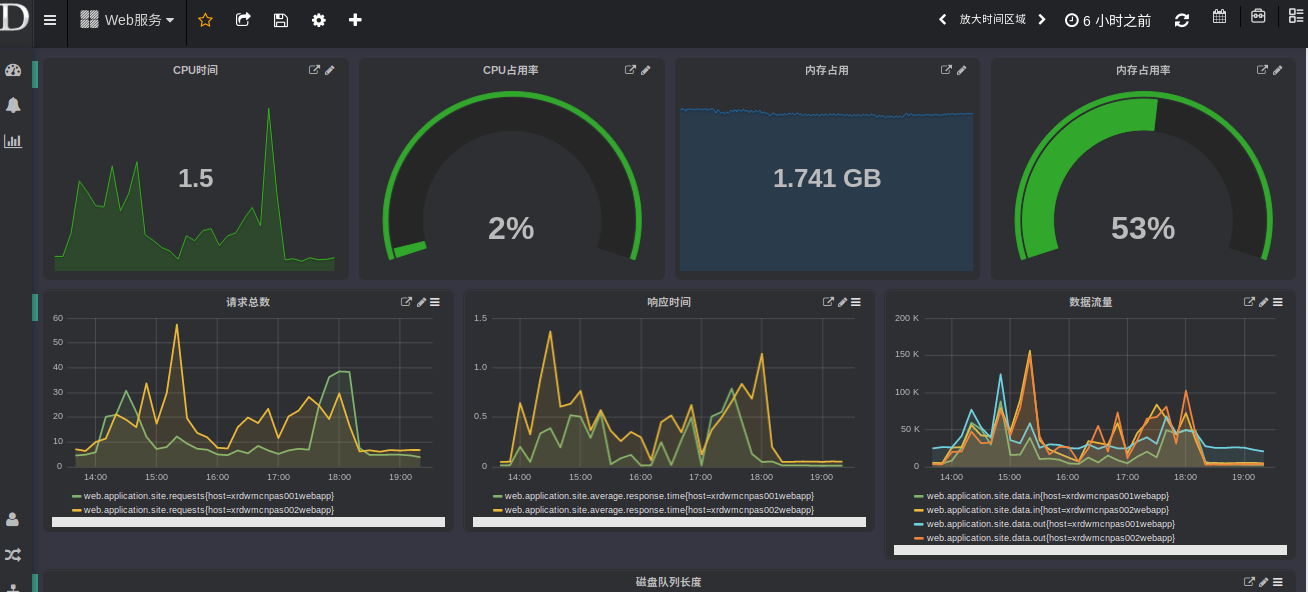 D Web服务 放大时间区域 6 小时之前
CPU时间
1.5
CPU占用率
2%
内存占用
1.741 GB
内存占用率
53%
请求总数
60
50
40
30
20
10
0
14:00 15:00 16:00 17:00 18:00 19:00
web.application.site.requests{host=xrdwmcnpas001webapp}
web.application.site.requests{host=xrdwmcnpas002webapp}
响应时间
1.5
1.0
0.5
0
14:00 15:00 16:00 17:00 18:00 19:00
web.application.site.average.response.time{host=xrdwmcnpas001webapp}
web.application.site.average.response.time{host=xrdwmcnpas002webapp}
数据流量
200 K
150 K
100 K
50 K
0
14:00 15:00 16:00 17:00 18:00 19:00
web.application.site.data.in{host=xrdwmcnpas001webapp}
web.application.site.data.in{host=xrdwmcnpas002webapp}
web.application.site.data.out{host=xrdwmcnpas001webapp}
web.application.site.data.out{host=xrdwmcnpas002webapp}
磁盘队列长度